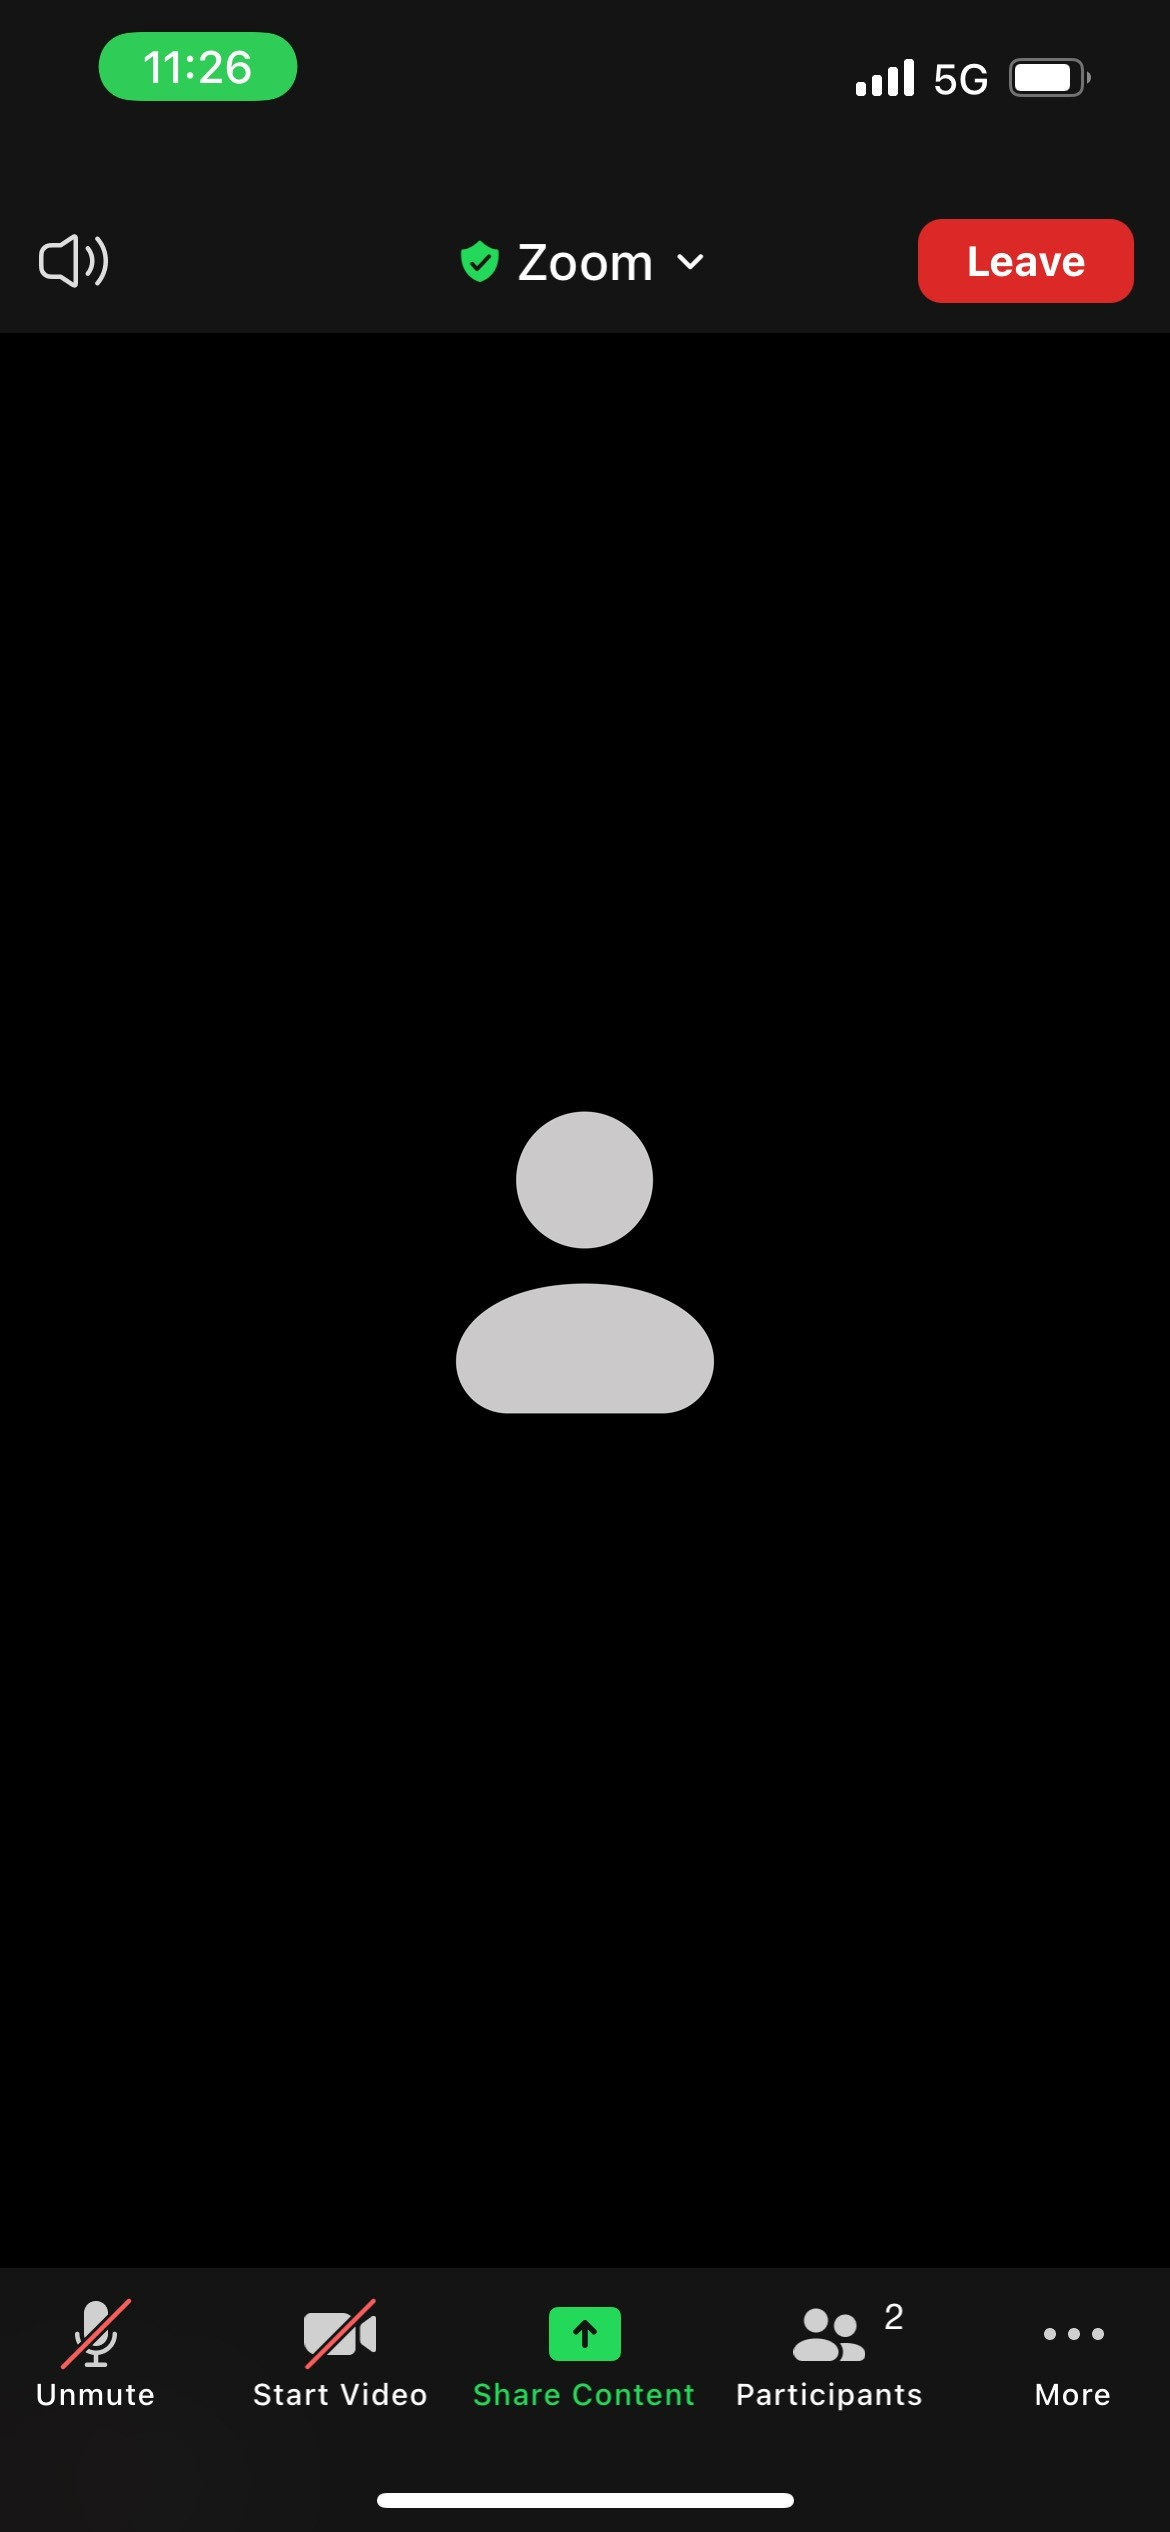 11:26
5G
Zoom
Leave
2
Unmute
Start Video
Share Content
Participants
More